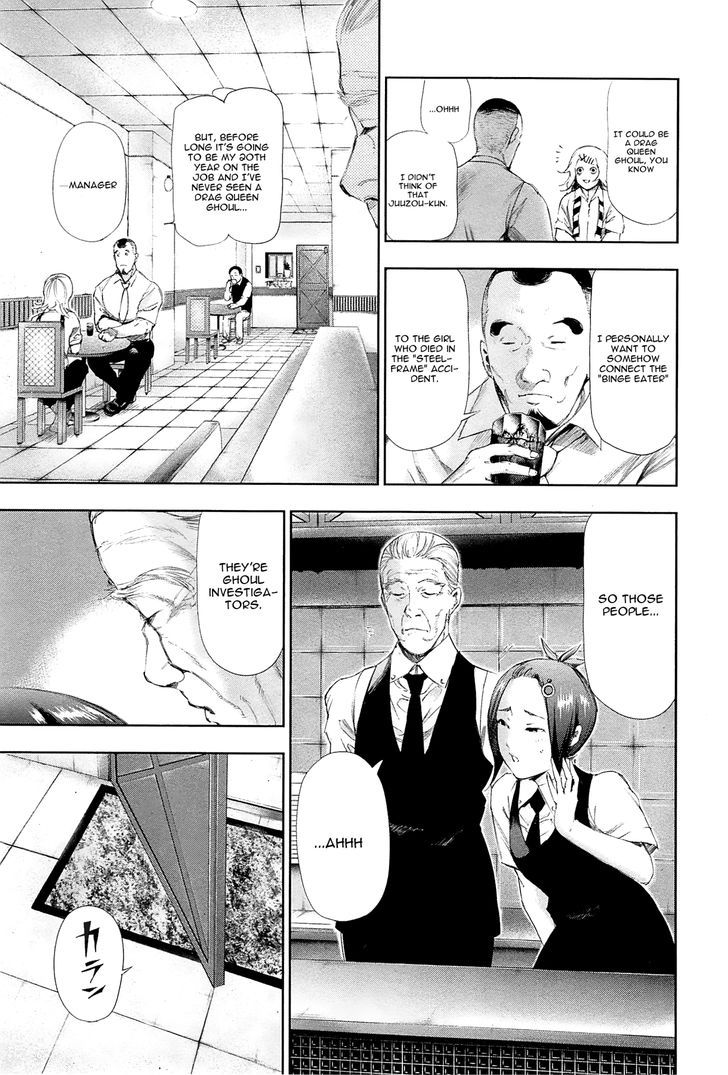 IT COULD BE
A DRAG
QUEEN
GHOUL, YOU
KNOW
...OHHH
I DIDN'T
THINK OF
THAT
JUUZOU-KUN.
I PERSONALLY
WANT TO
SOMEHOW
CONNECT THE
"BINGE EATER"
TO THE GIRL
WHO DIED IN
THE "STEEL-
FRAME" ACCI-
DENT.
BUT, BEFORE
LONG IT'S GOING
TO BE MY 20TH
YEAR ON THE
JOB AND I'VE
NEVER SEEN A
DRAG QUEEN
GHOUL...
MANAGER
SO THOSE
PEOPLE...
...AHHH
THEY'RE
GHOUL
INVESTIGA-
TORS.
カラン